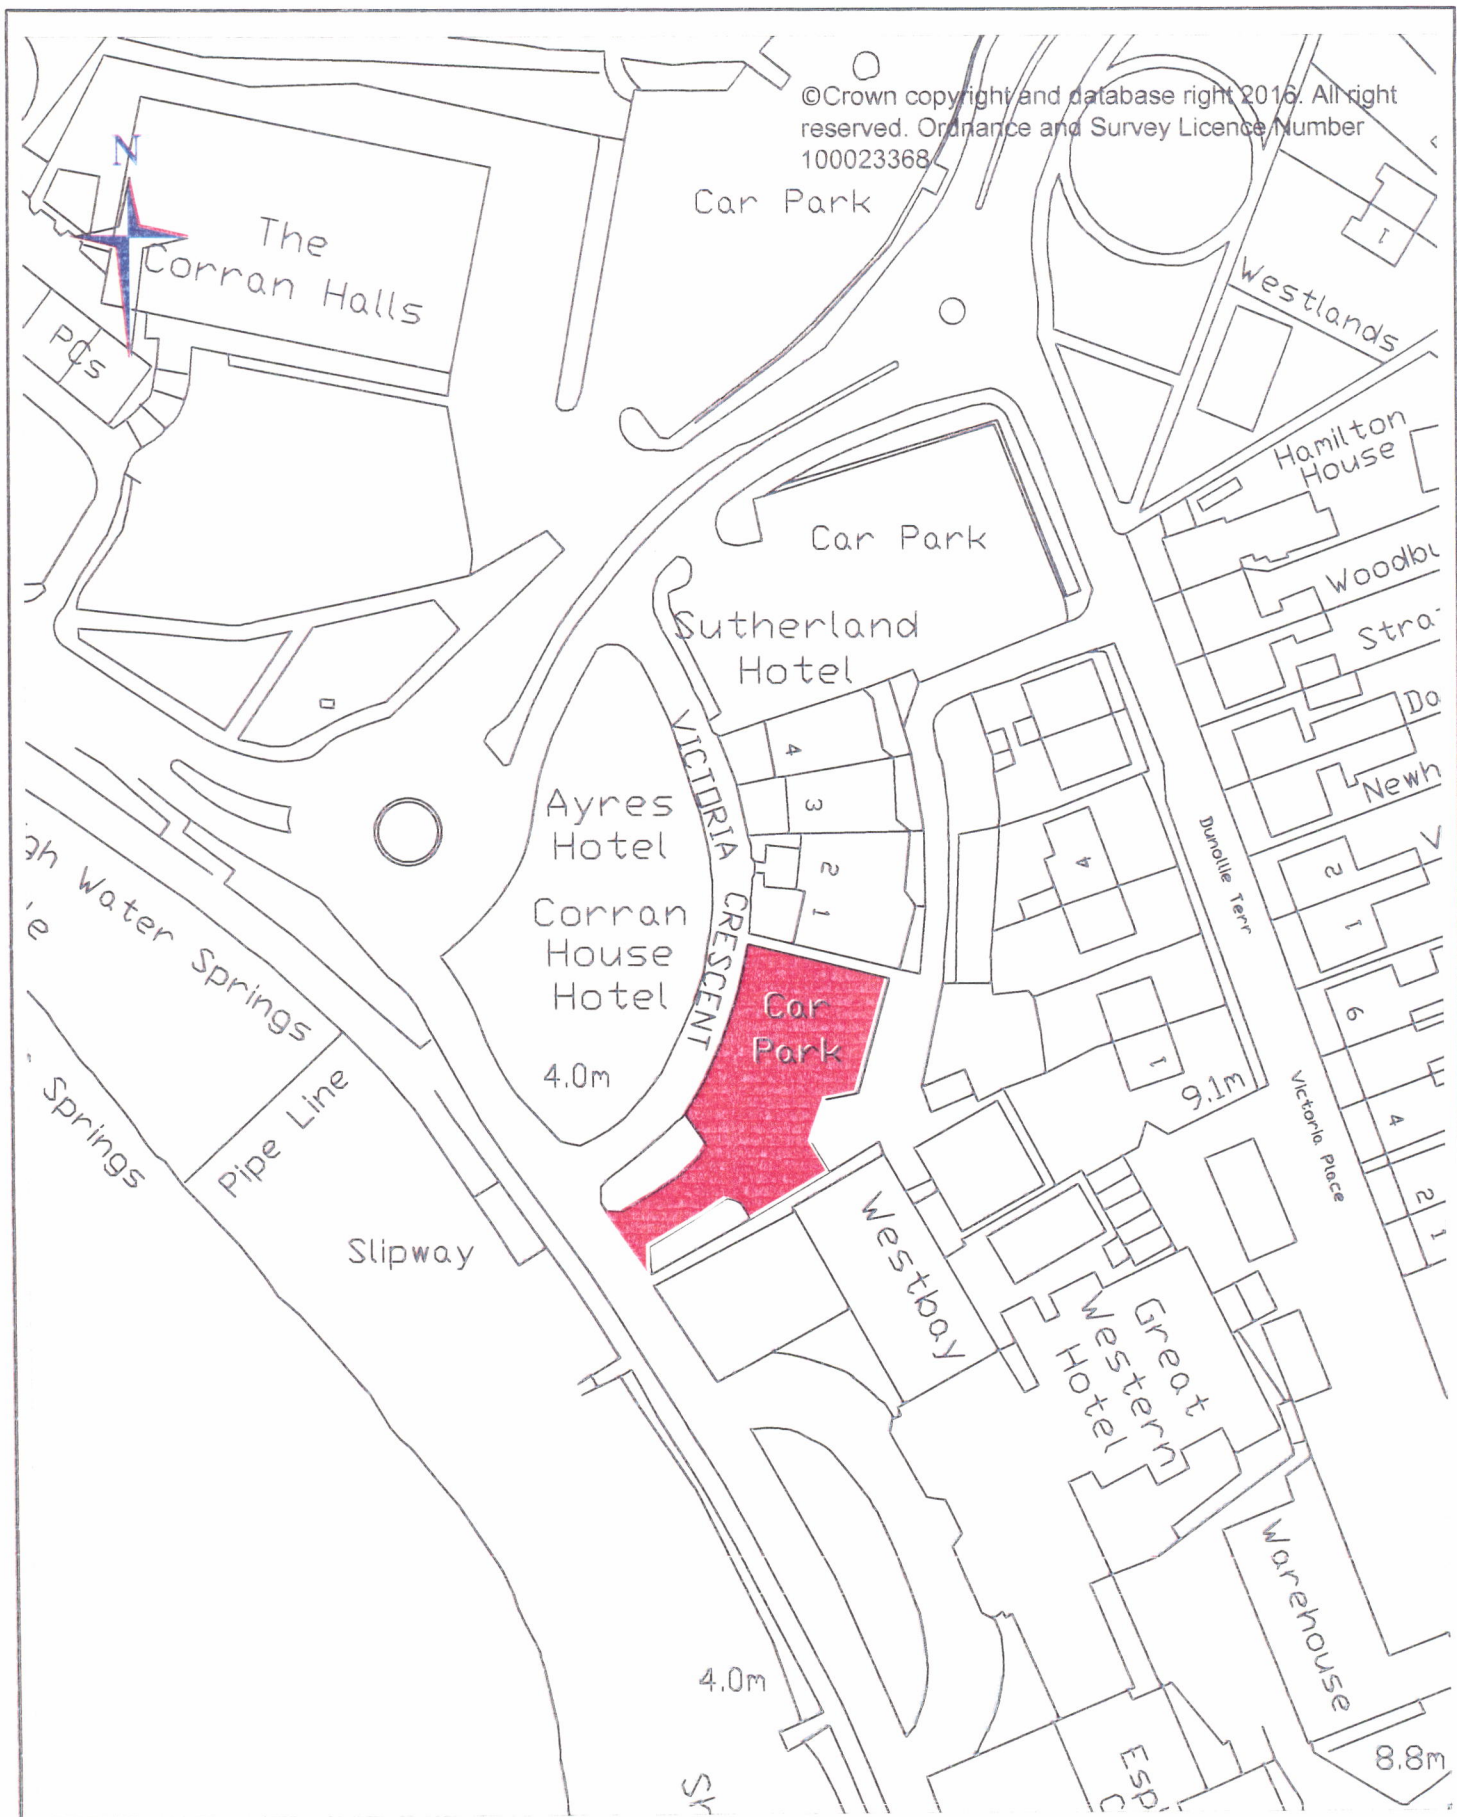 ©Crown copyright and database right 2016. All right
reserved. Ordnance and Survey Licence Number
100023368
N
Car Park
The
Corran Halls
PCs
1
Westlands
Hamilton
House
Car Park
Woodbu
Stra
Sutherland
Hotel
Do
Newh
VICTORIA CRESCENT
4
3
2
1
Ayres
Hotel
Corran
House
Hotel
4.0m
4
Dunollie Terr
2
1
V
gh Water Springs
'e
Springs
Pipe Line
Car
Park
1
9.1m
6
4
2
1
Victoria Place
Slipway
Westbay
Great
Western
Hotel
Warehouse
4.0m
8.8m
Sh
Esp
C